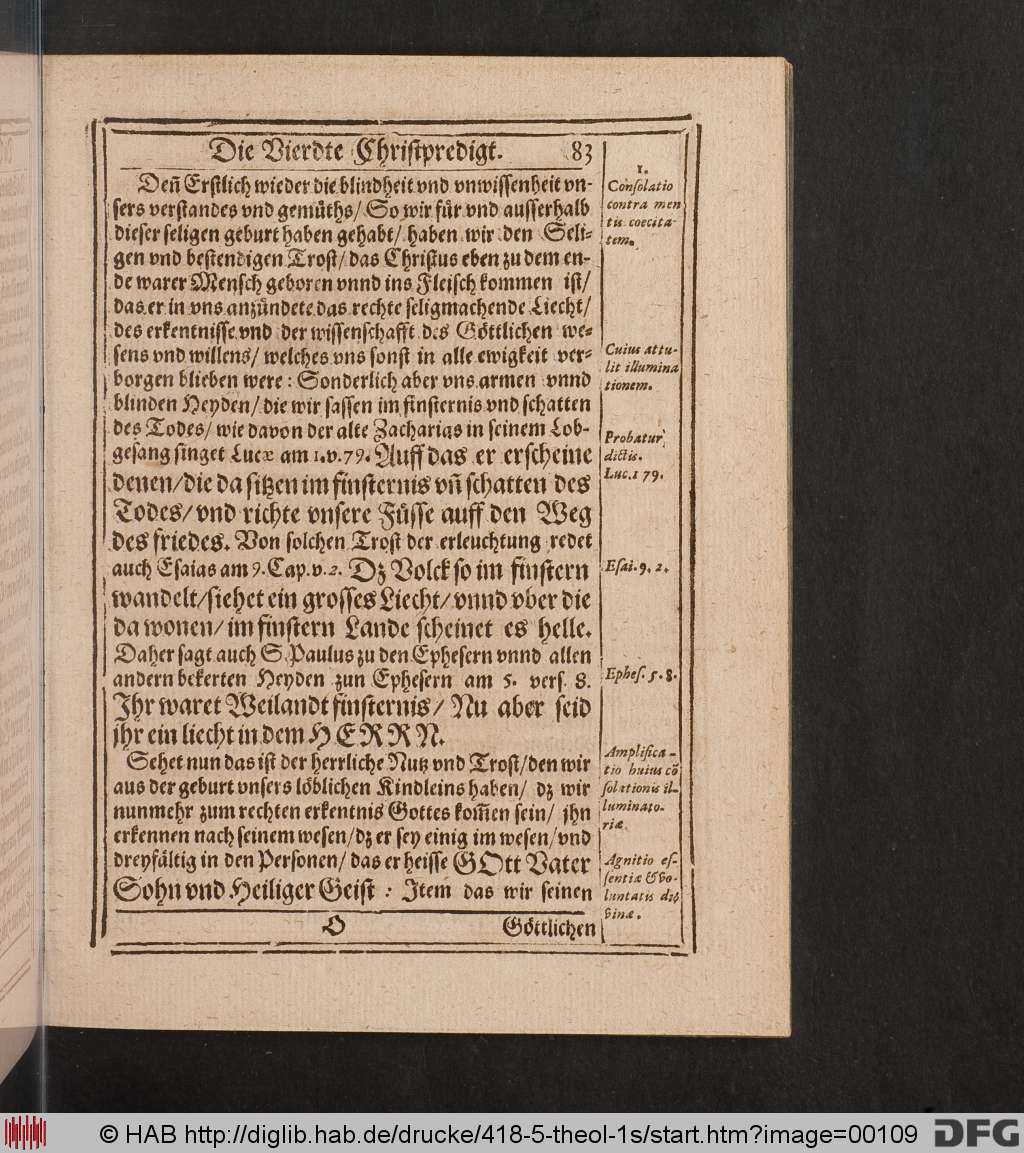 Die Vierdte Christpredigt. 83
Deñ Erstlich wieder die blindheit vnd vnwissenheit vn-
sers verstandes vnd gemüths/ So wir für vnd ausserhalb
dieser seligen geburt haben gehabt/ haben wir den Seli-
gen vnd bestendigen Trost/ das Christus eben zu dem en-
de warer Mensch geboren vnnd ins Fleisch kommen ist/
das er in vns anzündete das rechte seligmachende Liecht/
des erkentnisse vnd der wissenschafft des Göttlichen we-
sens vnd willens/ welches vns sonst in alle ewigkeit ver-
borgen blieben were: Sonderlich aber vns armen vnnd
blinden Heyden/ die wir sassen im finsternis vnd schatten
des Todes/ wie davon der alte Zacharias in seinem Lob-
gesang singet Lucæ am 1.v.79. Auff das er erscheine
denen/die da sitzen im finsternis vñ schatten des
Todes/ vnd richte vnsere Füsse auff den Weg
des friedes. Von solchen Trost der erleuchtung redet
auch Esaias am 9.Cap.v.2. Dz Volck so im finstern
wandelt/siehet ein grosses Liecht/ vnnd vber die
da wonen/ im finstern Lande scheinet es helle.
Daher sagt auch S. Paulus zu den Ephesern vnnd allen
andern bekerten Heyden zun Ephesern am 5. vers. 8.
Ihr waret Weilandt finsternis/ Nu aber seid
jhr ein liecht in dem HERRN.
Sehet nun das ist der herrliche Nutz vnd Trost/den wir
aus der geburt vnsers löblichen Kindleins haben/ dz wir
nunmehr zum rechten erkentnis Gottes kom̃en sein/ jhn
erkennen nach seinem wesen/dz er sey einig im wesen/vnd
dreyfältig in den Personen/ das er heisse GOtt Vater
Sohn vnd Heiliger Geist : Item das wir seinen
O Göttlichen
1.
Consolatio
contra men
tis coecita-
tem.
Cuius attu-
lit illumina
tionem.
Probatur
dictis.
Luc.1 79.
Esai.9.2.
Ephes.5.8.
Amplifica-
tio huius cõ
solationis il-
luminato-
riæ.
Agnitio es-
sentiæ & vo-
luntatis di-
vinæ.
© HAB http://diglib.hab.de/drucke/418-5-theol-1s/start.htm?image=00109
DFG